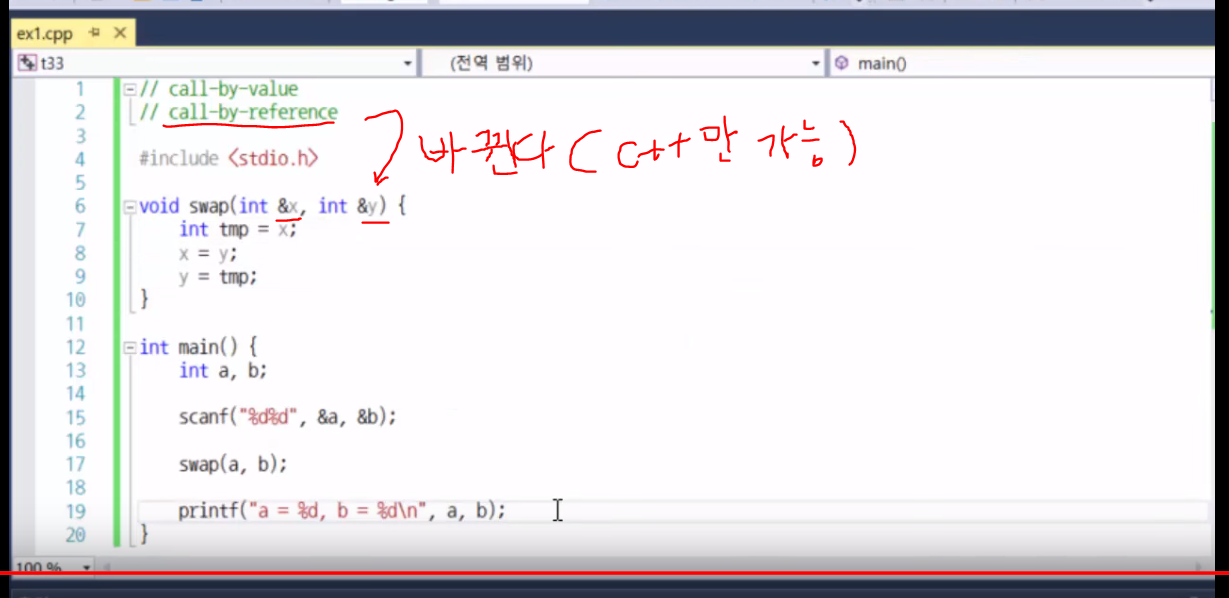 ex1.cpp
t33
(전역 범위)
main()
1 // call-by-value
2 // call-by-reference
바뀐다 ( C++만 가능 )
3
4 #include <stdio.h>
5
6 void swap(int &x, int &y) {
7 int tmp = x;
8 x = y;
9 y = tmp;
10 }
11
12 int main() {
13 int a, b;
14
15 scanf("%d%d", &a, &b);
16
17 swap(a, b);
18
19 printf("a = %d, b = %d\n", a, b);
20 }
100 %